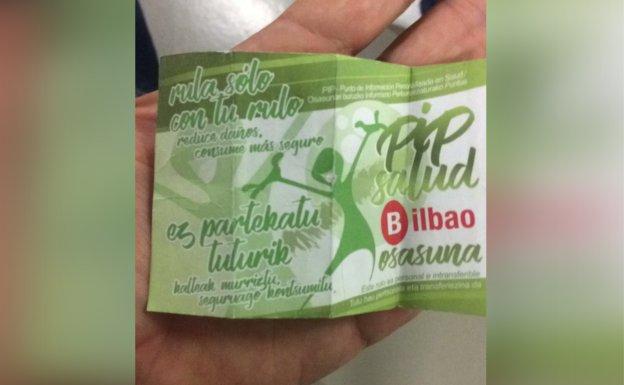 rula sólo
con tu rulo
reduce daños,
consume más seguro
ez partekatu
tuturik
kalteak murriztu,
seguruago kontsumitu.
PIP - Punto de Información Personalizada en Salud /
Osasunari buruzko Informazio Pertsonalizaturako Puntua
PiP
salud
Bilbao
osasuna
Este rulo es personal e intransferible
Tutu hau pertsonala eta transferiezina da